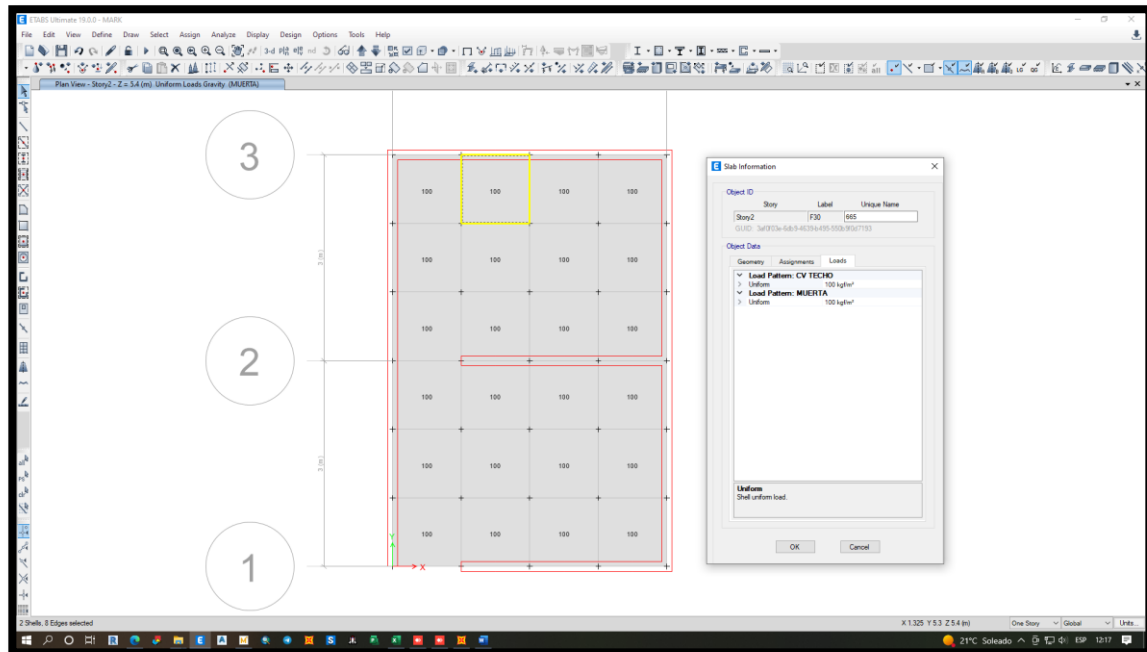 ETABS Ultimate 19.0.0 - MARK
File Edit View Define Draw Select Assign Analyze Display Design Options Tools Help
Plan View - Story2 - Z = 5.4 (m) Uniform Loads Gravity (MUERTA)
3
100 100 100 100
3 (m)
100 100 100 100
100 100 100 100
2
100 100 100 100
3 (m)
100 100 100 100
100 100 100 100
1
Y
X
Slab Information
Object ID
Story Label Unique Name
Story2 F30 665
Object Data
Geometry Assignments Loads
Load Pattern: CV TECHO
Uniform 100 kgf/m²
Load Pattern: MUERTA
Uniform 100 kgf/m²
Uniform
Shell uniform load.
OK Cancel
2 Shells, 8 Edges selected
X 1.325 Y 5.3 Z 5.4 (m) One Story Global Units...
21°C Soleado ESP 12:17